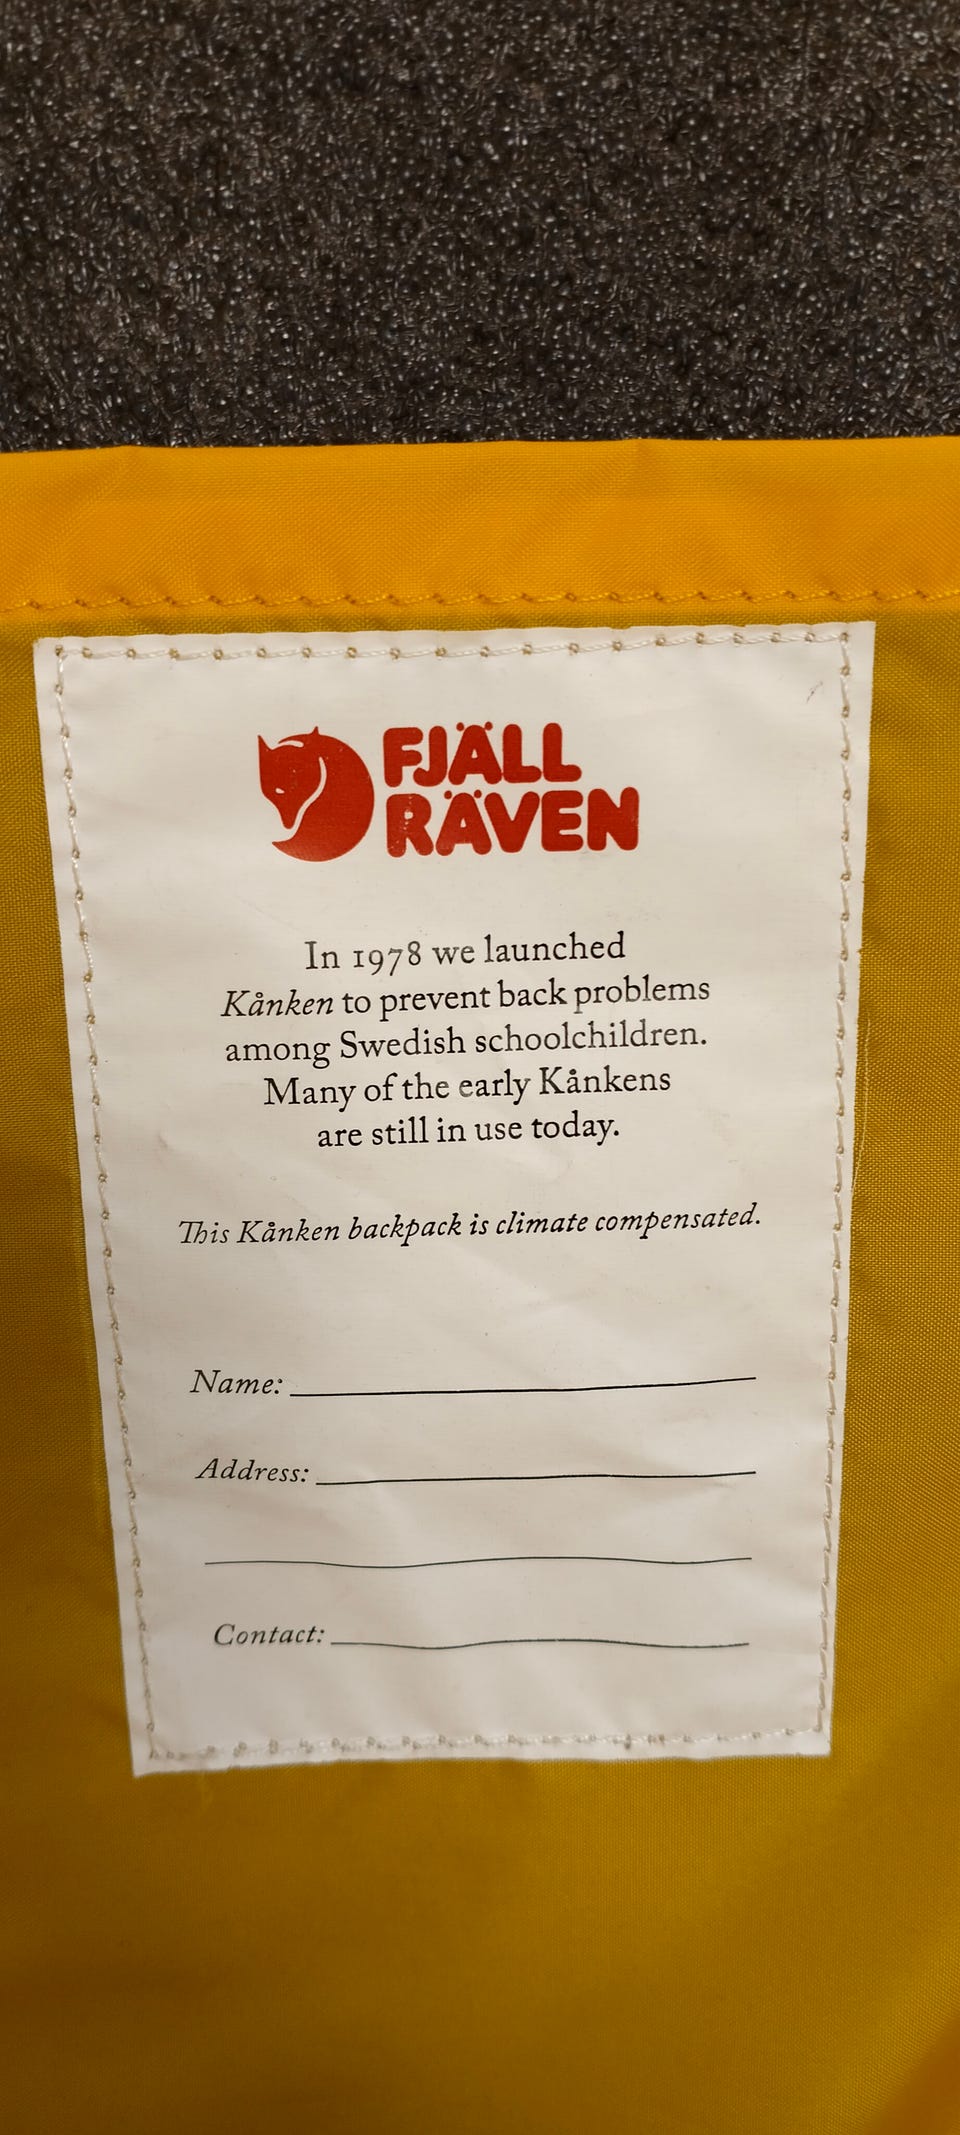 FJÄLL
RÄVEN
In 1978 we launched
Kånken to prevent back problems
among Swedish schoolchildren.
Many of the early Kånkens
are still in use today.
This Kånken backpack is climate compensated.
Name:
Address:
Contact: